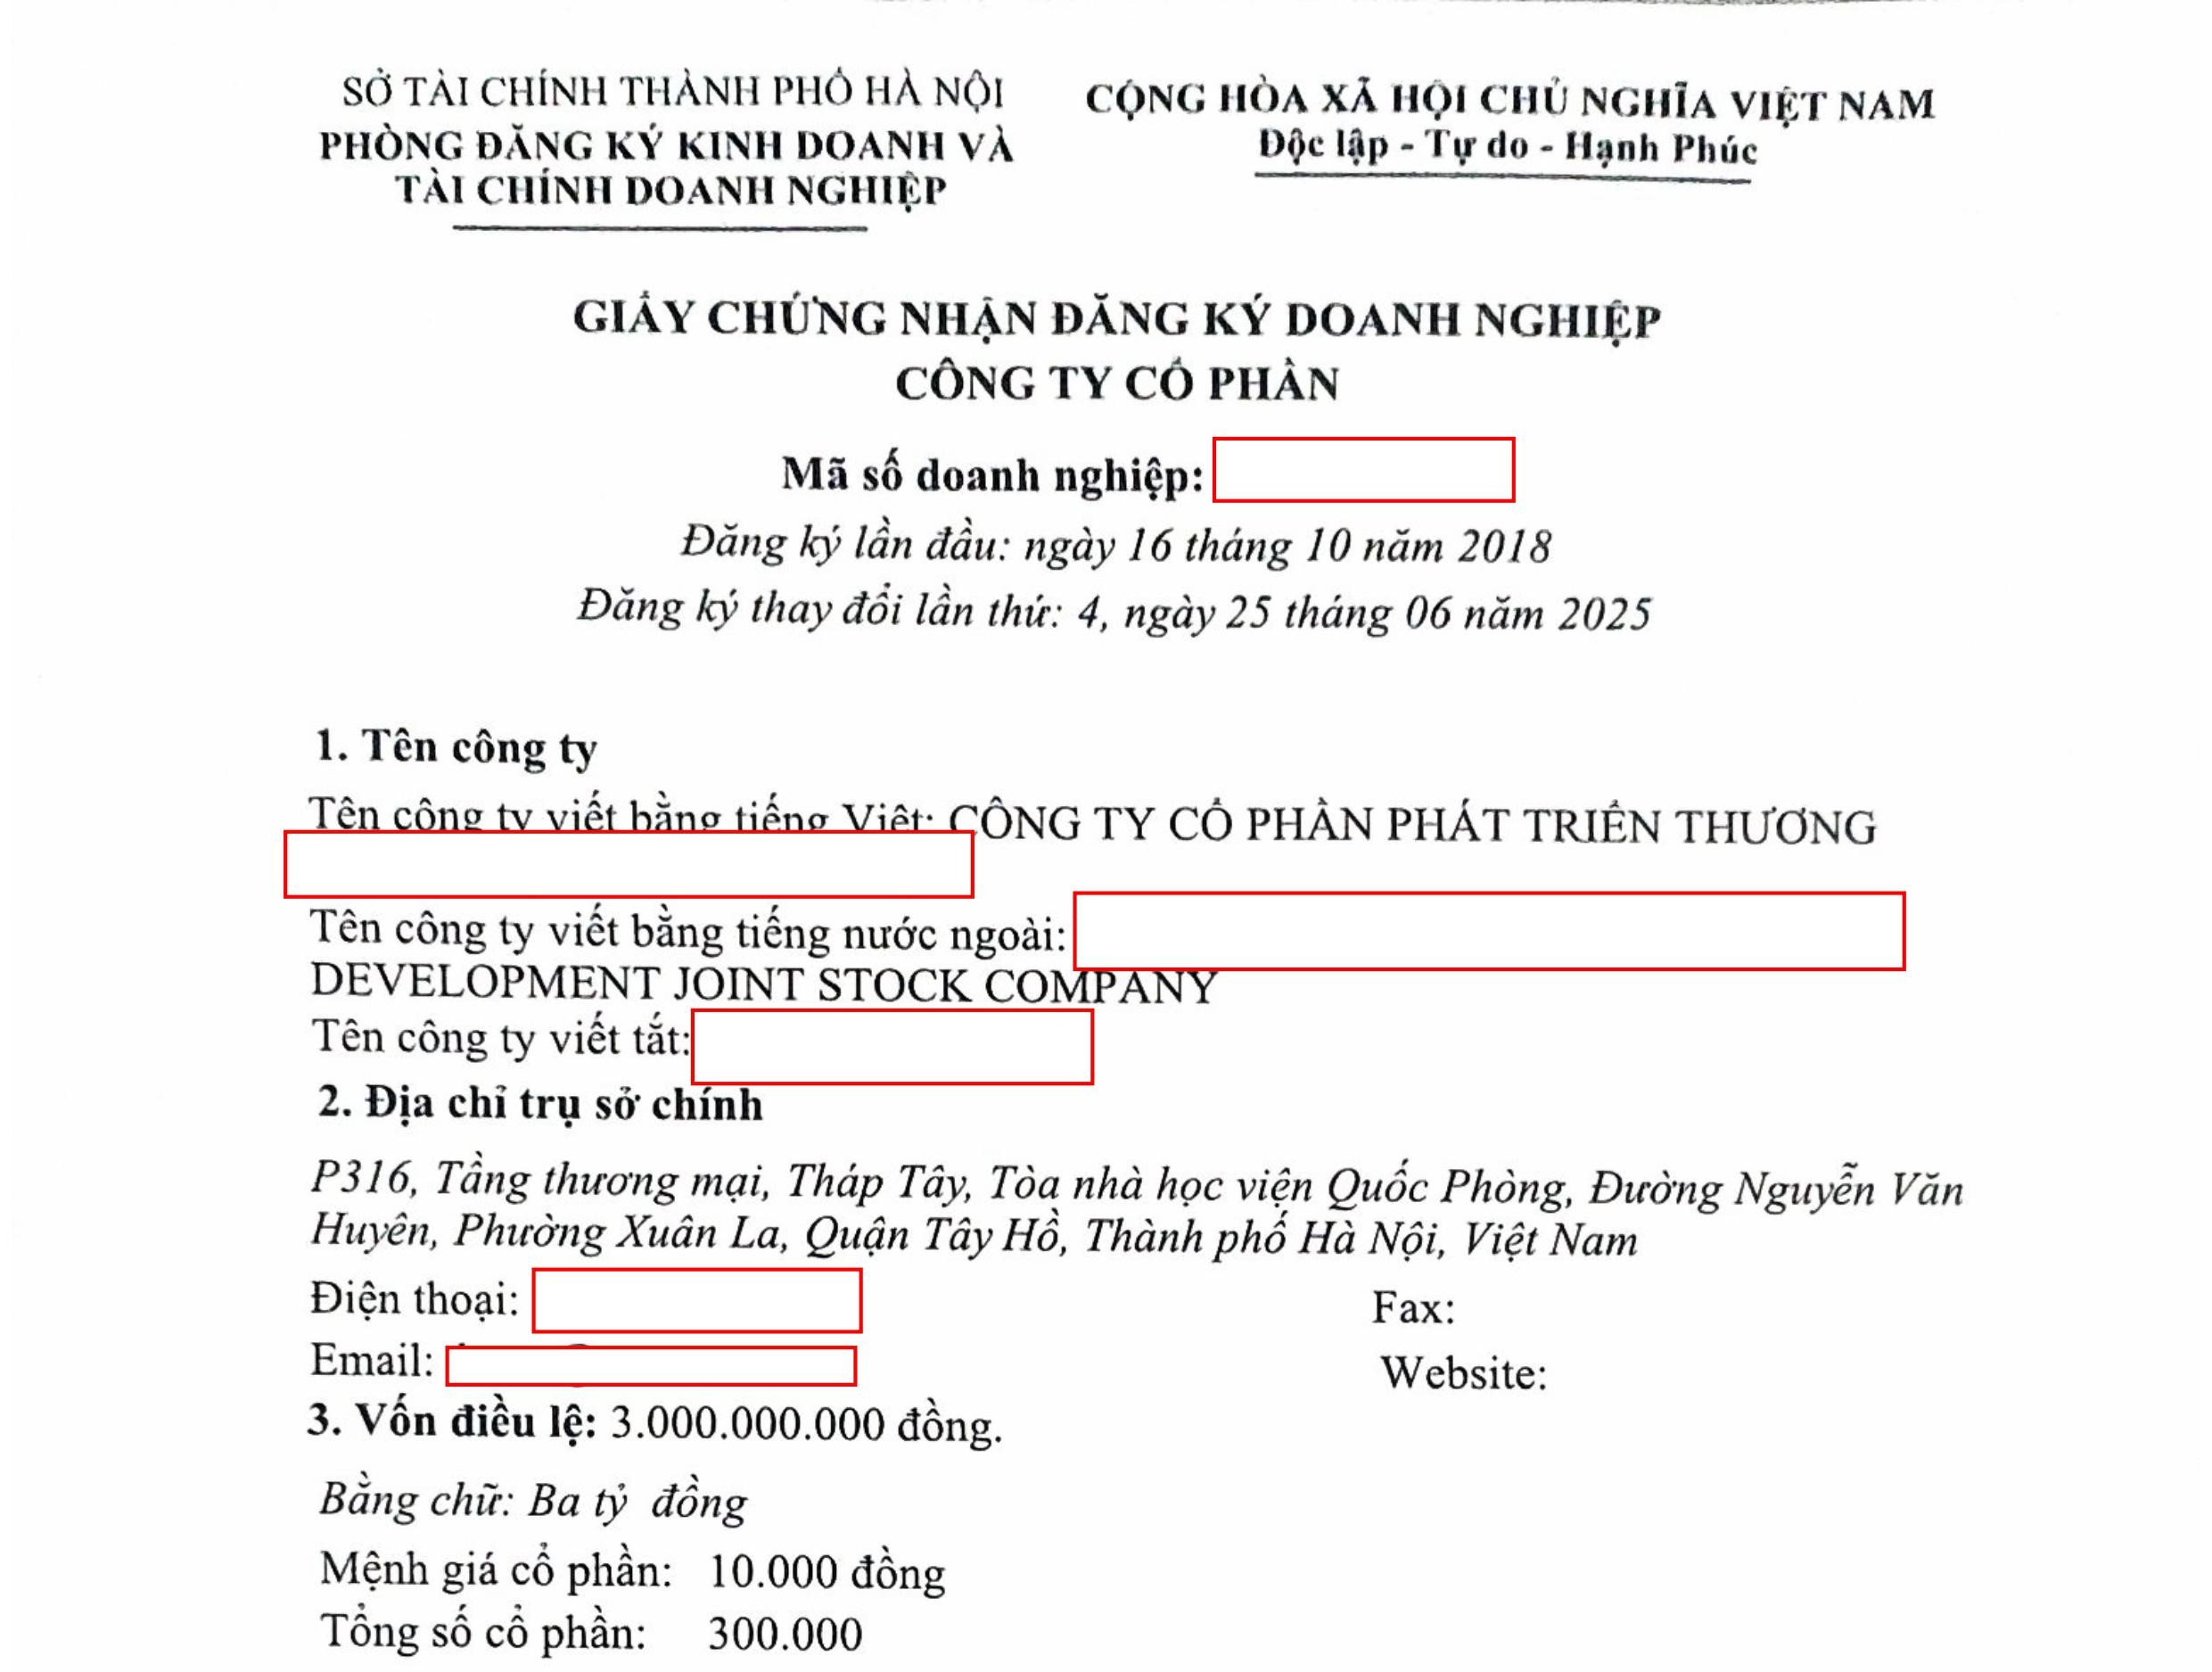 SỞ TÀI CHÍNH THÀNH PHỐ HÀ NỘI
PHÒNG ĐĂNG KÝ KINH DOANH VÀ
TÀI CHÍNH DOANH NGHIỆP
CỘNG HÒA XÃ HỘI CHỦ NGHĨA VIỆT NAM
Độc lập - Tự do - Hạnh Phúc
GIẤY CHỨNG NHẬN ĐĂNG KÝ DOANH NGHIỆP
CÔNG TY CỔ PHẦN
Mã số doanh nghiệp:
Đăng ký lần đầu: ngày 16 tháng 10 năm 2018
Đăng ký thay đổi lần thứ: 4, ngày 25 tháng 06 năm 2025
1. Tên công ty
Tên công ty viết bằng tiếng Việt: CÔNG TY CỔ PHẦN PHÁT TRIỂN THƯƠNG
Tên công ty viết bằng tiếng nước ngoài:
DEVELOPMENT JOINT STOCK COMPANY
Tên công ty viết tắt:
2. Địa chỉ trụ sở chính
P316, Tầng thương mại, Tháp Tây, Tòa nhà học viện Quốc Phòng, Đường Nguyễn Văn
Huyên, Phường Xuân La, Quận Tây Hồ, Thành phố Hà Nội, Việt Nam
Điện thoại:
Fax:
Email:
Website:
3. Vốn điều lệ: 3.000.000.000 đồng.
Bằng chữ: Ba tỷ đồng
Mệnh giá cổ phần: 10.000 đồng
Tổng số cổ phần: 300.000